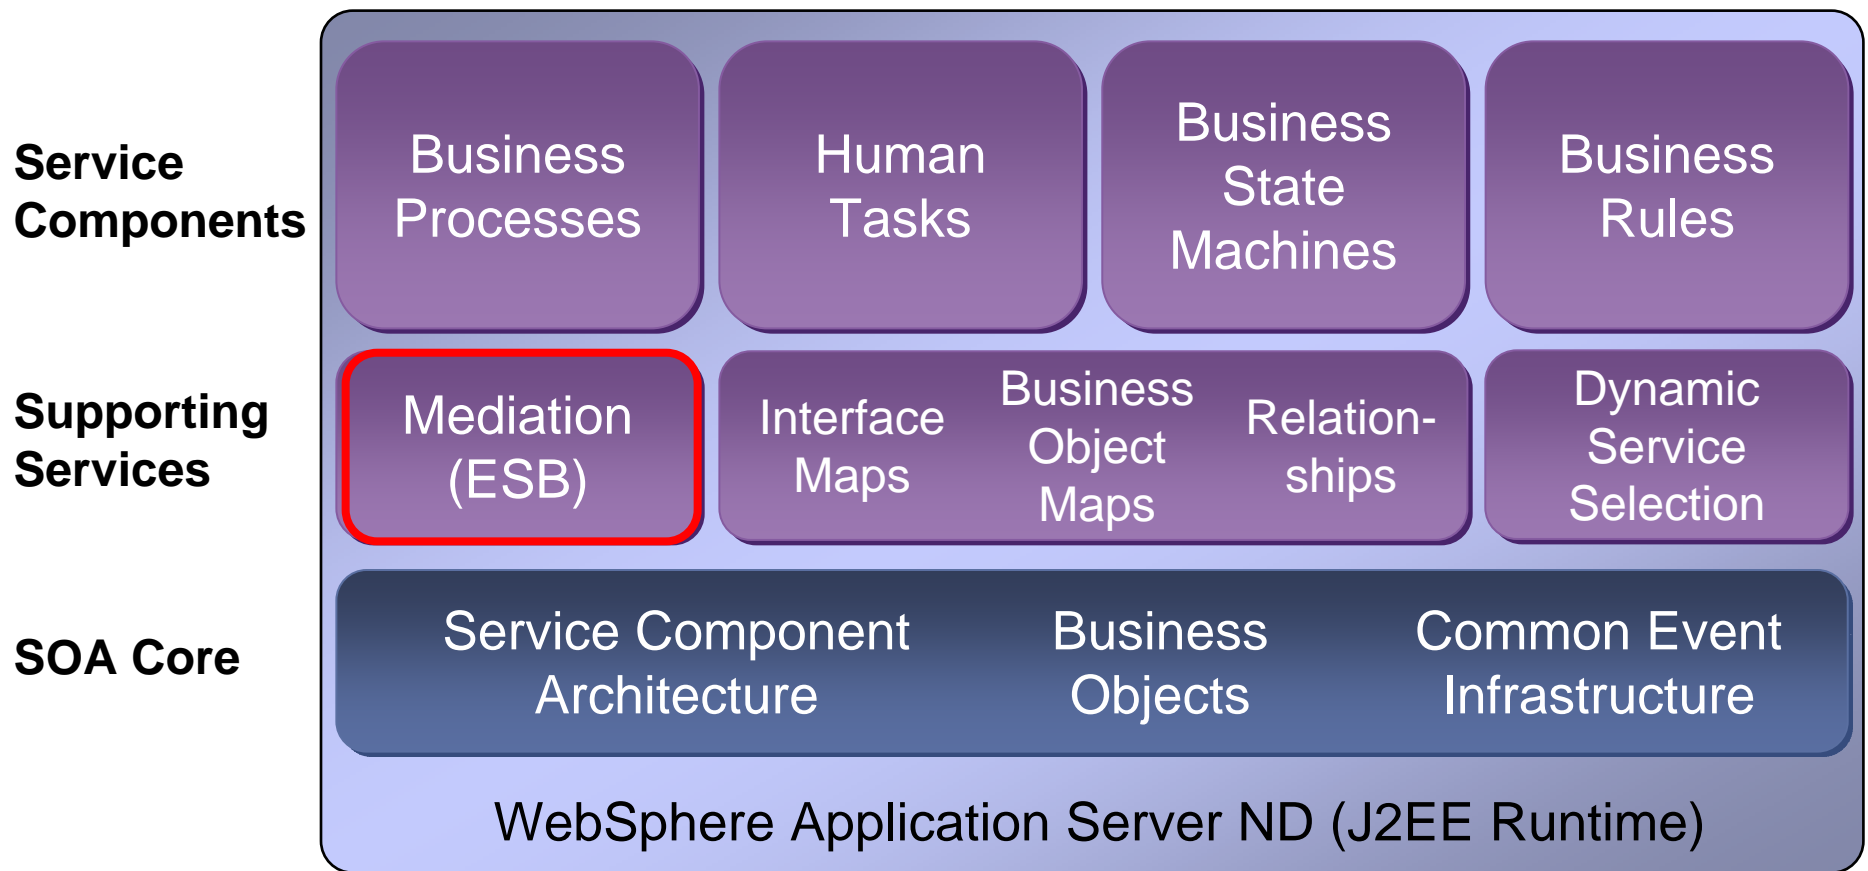 Service
Components
Business
Processes
Human
Tasks
Business
State
Machines
Business
Rules
Supporting
Services
Mediation
(ESB)
Interface
Maps
Business
Object
Maps
Relation-
ships
Dynamic
Service
Selection
SOA Core
Service Component
Architecture
Business
Objects
Common Event
Infrastructure
WebSphere Application Server ND (J2EE Runtime)